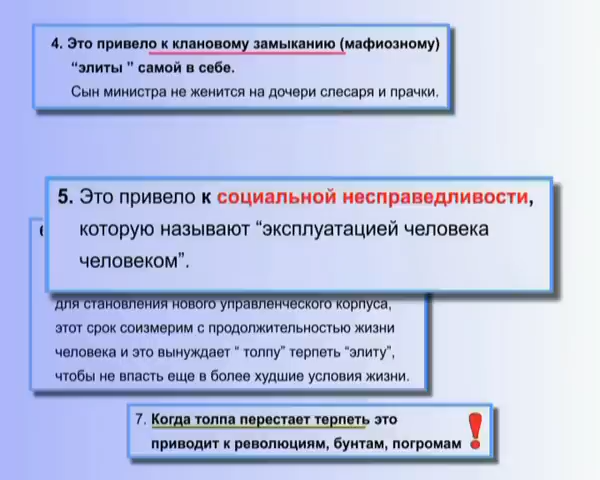 4. Это привело к клановому замыканию (мафиозному)
“элиты ” самой в себе.
Сын министра не женится на дочери слесаря и прачки.
5. Это привело к социальной несправедливости,
которую называют “эксплуатацией человека
человеком”.
для становления нового управленческого корпуса,
этот срок соизмерим с продолжительностью жизни
человека и это вынуждает “ толпу” терпеть “элиту”,
чтобы не впасть еще в более худшие условия жизни.
7. Когда толпа перестает терпеть это
приводит к революциям, бунтам, погромам !